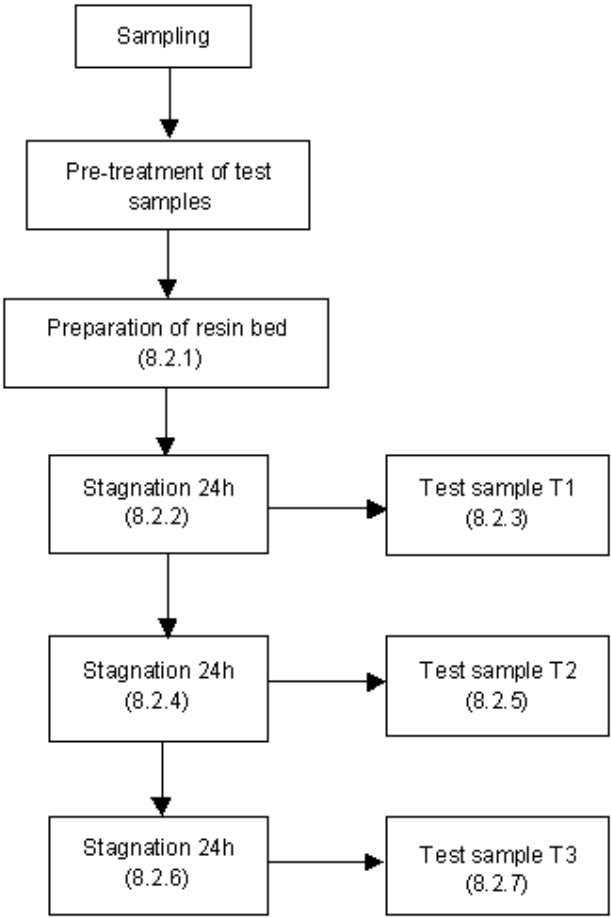 Sampling
Pre-treatment of test
samples
Preparation of resin bed
(8.2.1)
Stagnation 24h
(8.2.2)
Test sample T1
(8.2.3)
Stagnation 24h
(8.2.4)
Test sample T2
(8.2.5)
Stagnation 24h
(8.2.6)
Test sample T3
(8.2.7)